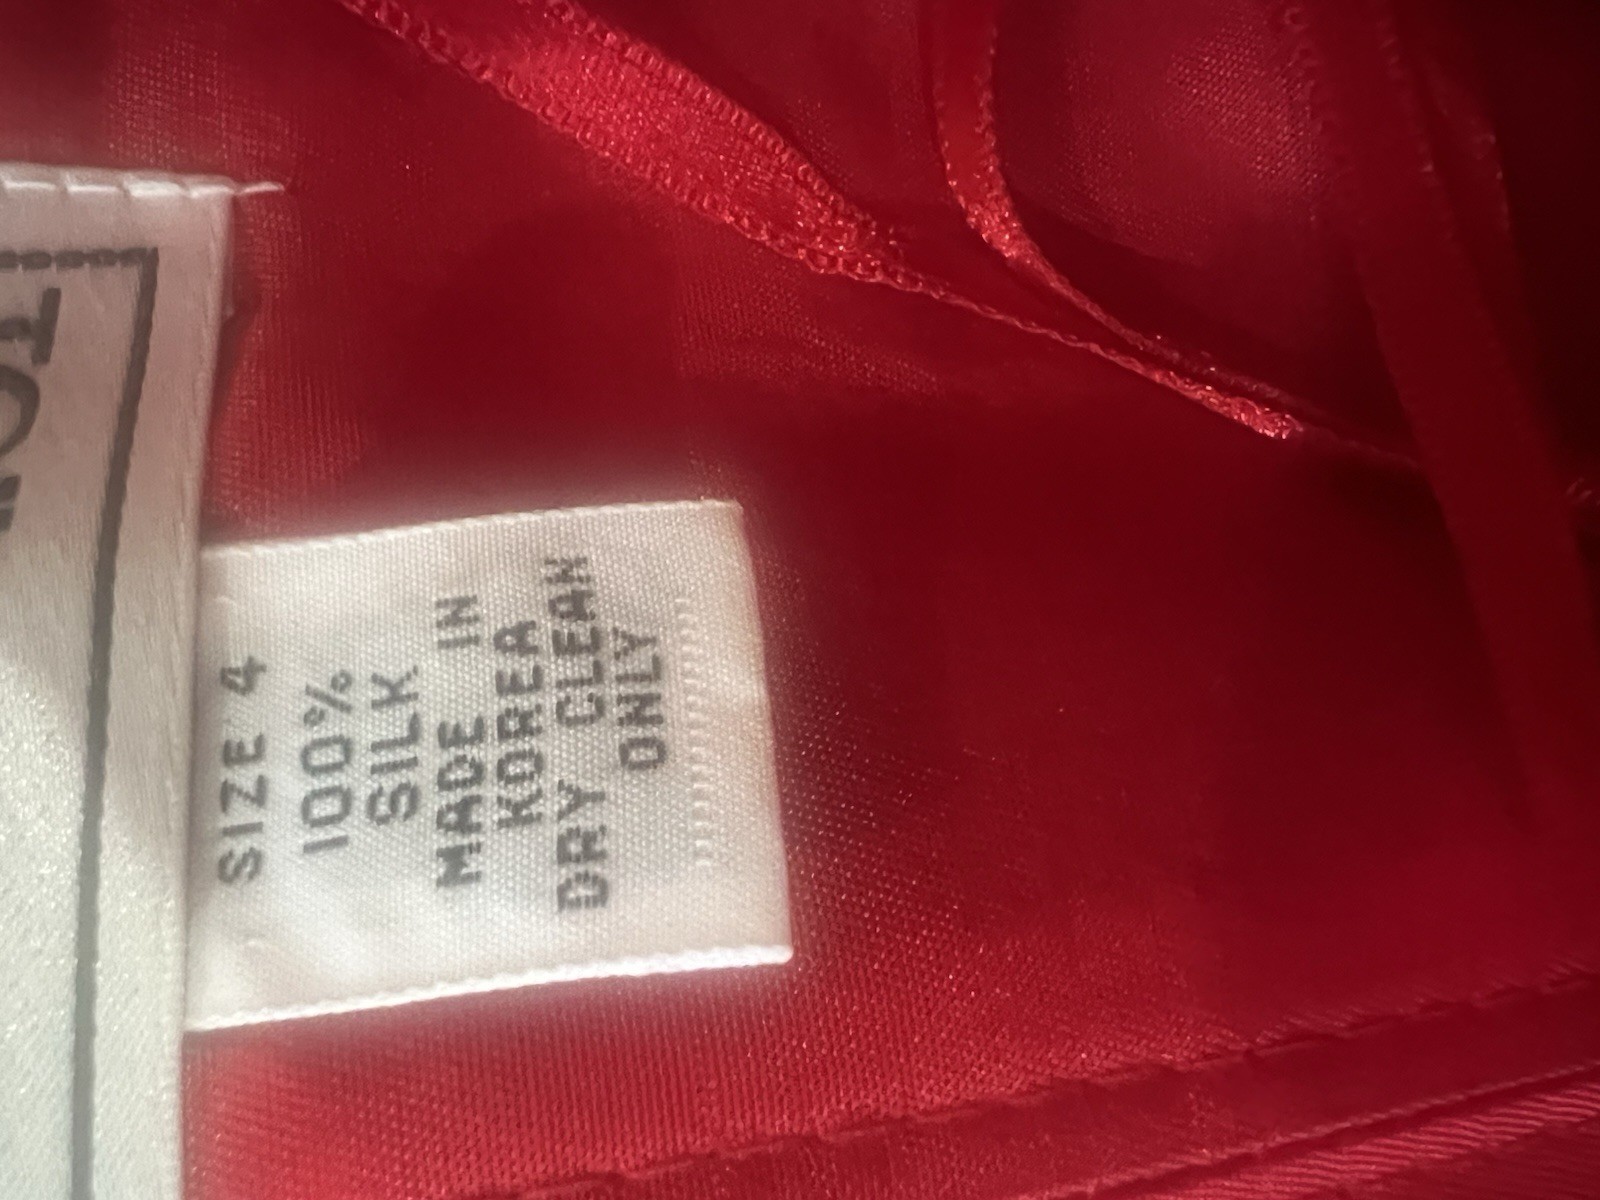 SIZE 4
100%
SILK
MADE IN
KOREA
DRY CLEAN
ONLY